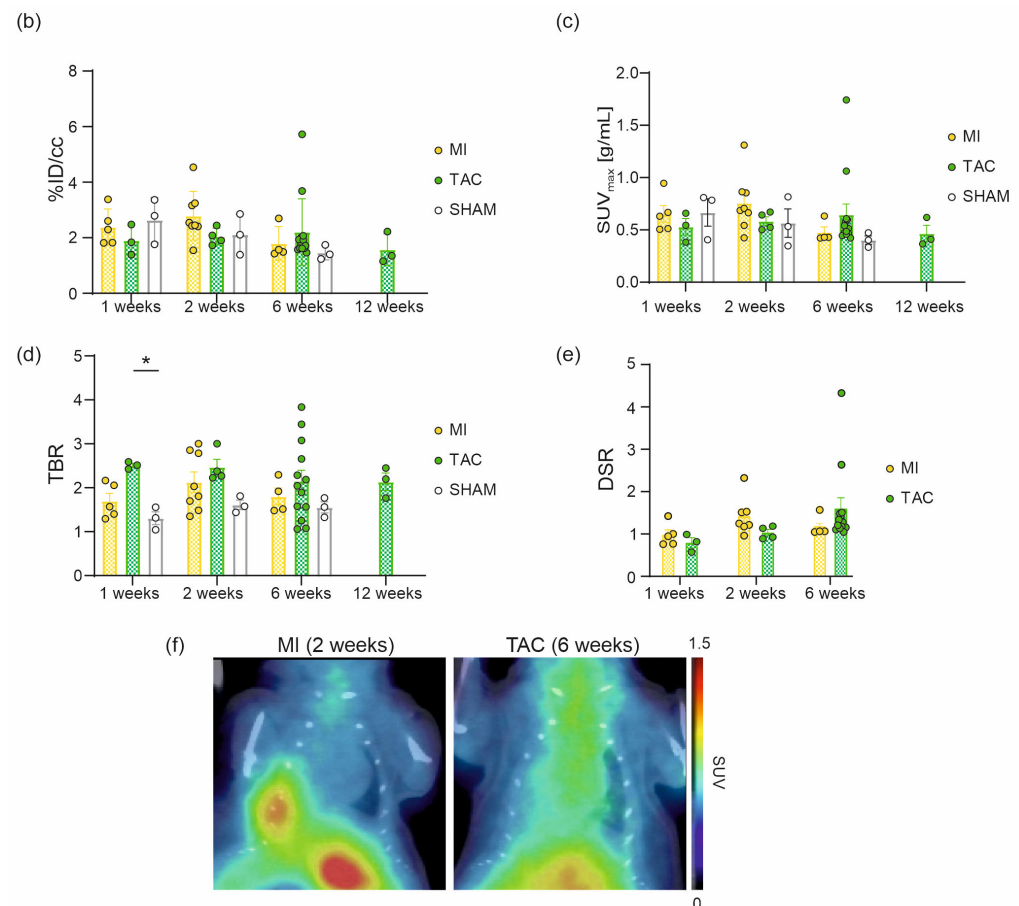 (b)
(c)
8
6
4
2
0
%ID/cc
1 weeks
2 weeks
6 weeks
12 weeks
MI
TAC
SHAM
2.0
1.5
1.0
0.5
0.0
SUVmax [g/mL]
1 weeks
2 weeks
6 weeks
12 weeks
MI
TAC
SHAM
(d)
(e)
5
4
3
2
1
0
TBR
*
1 weeks
2 weeks
6 weeks
12 weeks
MI
TAC
SHAM
5
4
3
2
1
0
DSR
1 weeks
2 weeks
6 weeks
MI
TAC
(f)
MI (2 weeks)
TAC (6 weeks)
1.5
SUV
0